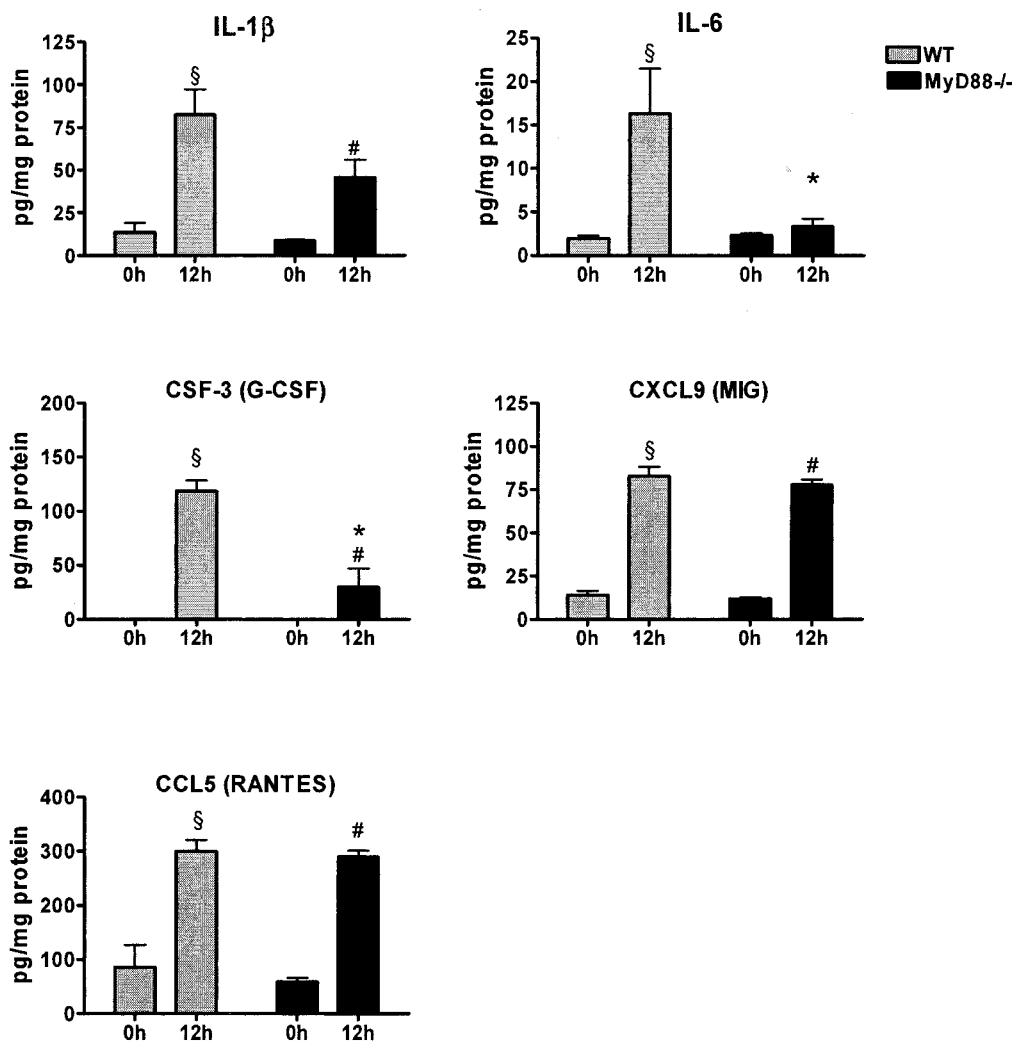 IL-1β
pg/mg protein
125
100
75
50
25
0
§
#
0h 12h 0h 12h
IL-6
pg/mg protein
25
20
15
10
5
0
§
*
0h 12h 0h 12h
WT
MyD88-/-
CSF-3 (G-CSF)
pg/mg protein
200
150
100
50
0
§
*
#
0h 12h 0h 12h
CXCL9 (MIG)
pg/mg protein
125
100
75
50
25
0
§
#
0h 12h 0h 12h
CCL5 (RANTES)
pg/mg protein
400
300
200
100
0
§
#
0h 12h 0h 12h